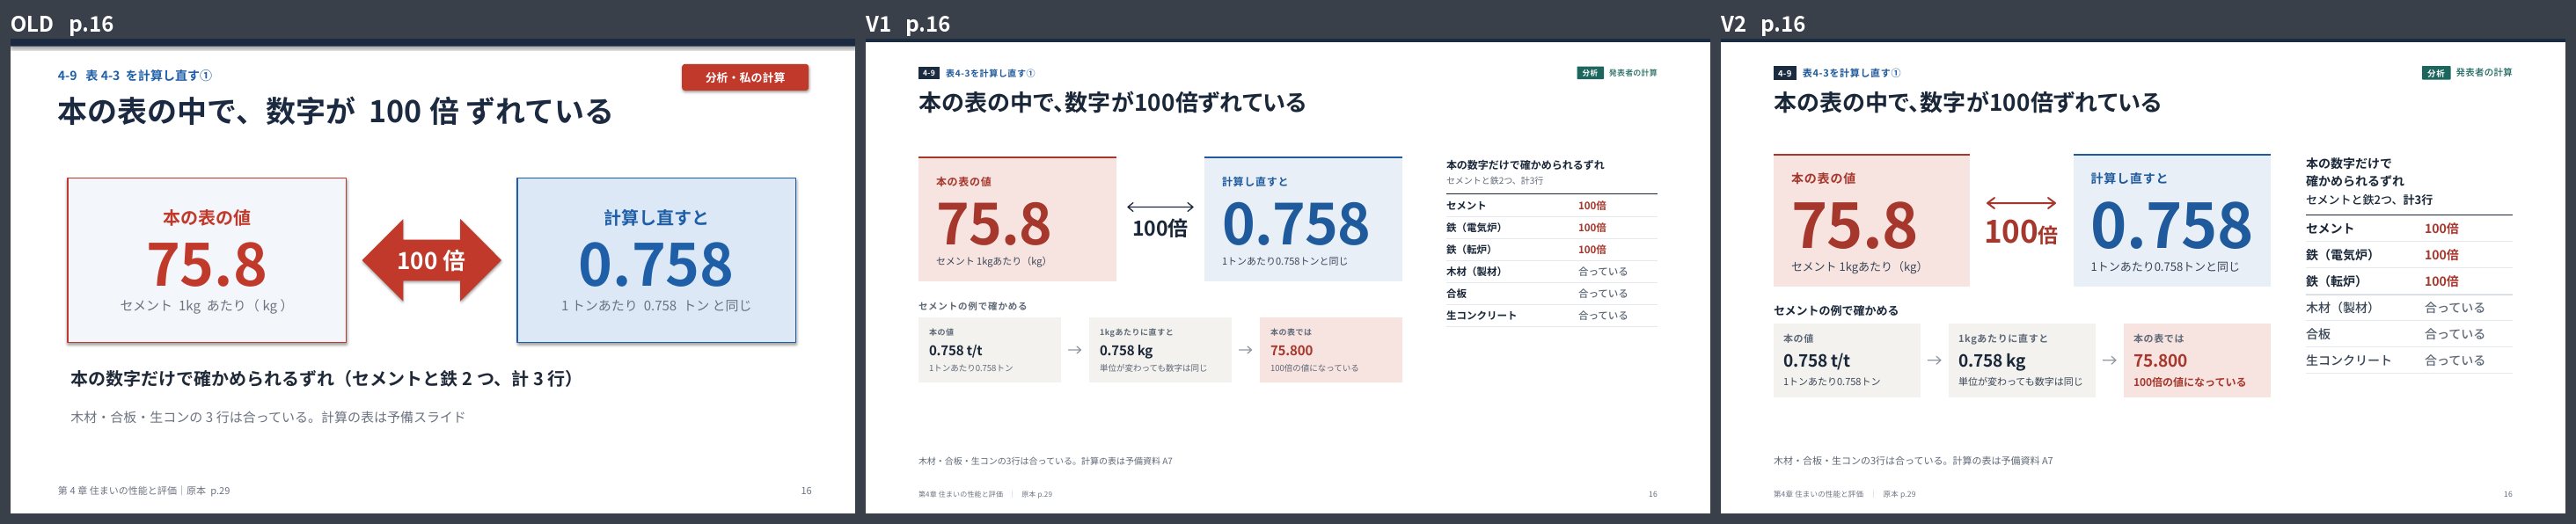 OLD p.16
4-9 表 4-3 を計算し直す①
分析・私の計算
本の表の中で、数字が 100 倍 ずれている
本の表の値
75.8
セメント 1kg あたり（ kg ）
100 倍
計算し直すと
0.758
1 トンあたり 0.758 トン と同じ
本の数字だけで確かめられるずれ（セメントと鉄 2 つ、計 3 行）
木材・合板・生コンの 3 行は合っている。計算の表は予備スライド
第 4 章 住まいの性能と評価｜原本 p.29
16
V1 p.16
4-9 表4-3を計算し直す①
分析 発表者の計算
本の表の中で、数字が100倍ずれている
本の表の値
75.8
セメント 1kgあたり（kg）
100倍
計算し直すと
0.758
1トンあたり0.758トンと同じ
セメントの例で確かめる
本の値
0.758 t/t
1トンあたり0.758トン
→
1kgあたりに直すと
0.758 kg
単位が変わっても数字は同じ
→
本の表では
75.800
100倍の値になっている
本の数字だけで確かめられるずれ
セメントと鉄2つ、計3行
セメント 100倍
鉄（電気炉） 100倍
鉄（転炉） 100倍
木材（製材） 合っている
合板 合っている
生コンクリート 合っている
木材・合板・生コンの3行は合っている。計算の表は予備資料 A7
第4章 住まいの性能と評価 ｜ 原本 p.29
16
V2 p.16
4-9 表4-3を計算し直す①
分析 発表者の計算
本の表の中で、数字が100倍ずれている
本の表の値
75.8
セメント 1kgあたり（kg）
100倍
計算し直すと
0.758
1トンあたり0.758トンと同じ
セメントの例で確かめる
本の値
0.758 t/t
1トンあたり0.758トン
→
1kgあたりに直すと
0.758 kg
単位が変わっても数字は同じ
→
本の表では
75.800
100倍の値になっている
本の数字だけで
確かめられるずれ
セメントと鉄2つ、計3行
セメント 100倍
鉄（電気炉） 100倍
鉄（転炉） 100倍
木材（製材） 合っている
合板 合っている
生コンクリート 合っている
木材・合板・生コンの3行は合っている。計算の表は予備資料 A7
第4章 住まいの性能と評価 ｜ 原本 p.29
16